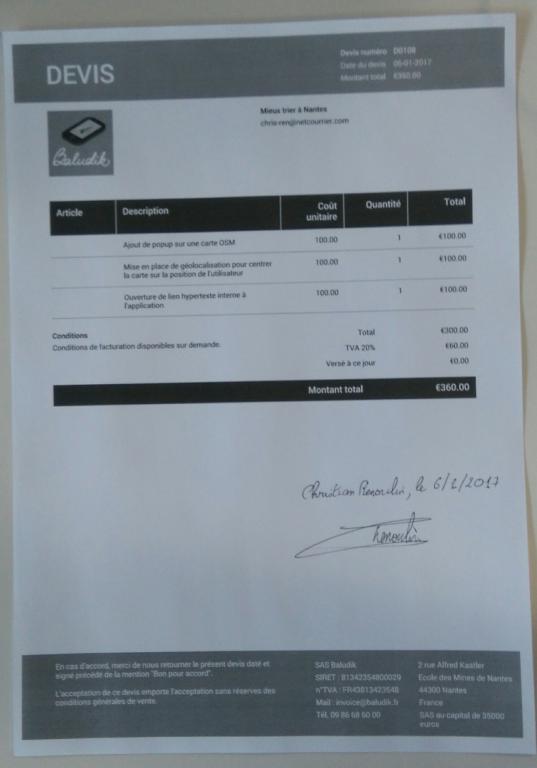 DEVIS
Devis numéro D0108
Date du devis 06-01-2017
Montant total €360.00
Baludik
Mieux trier à Nantes
chris-ren@netcourrier.com
Article Description Coût unitaire Quantité Total
Ajout de popup sur une carte OSM 100.00 1 €100.00
Mise en place de géolocalisation pour centrer 100.00 1 €100.00
la carte sur la position de l'utilisateur
Ouverture de lien hypertexte interne à 100.00 1 €100.00
l'application
Conditions
Conditions de facturation disponibles sur demande.
Total €300.00
TVA 20% €60.00
Versé à ce jour €0.00
Montant total €360.00
Christian Renoulin, le 6/1/2017
Renoulin
En cas d'accord, merci de nous retourner le présent devis daté et
signé précédé de la mention "Bon pour accord".
L'acceptation de ce devis emporte l'acceptation sans réserves des
conditions générales de vente.
SAS Baludik
SIRET : 81342354800029
n°TVA : FR43813423548
Mail : invoice@baludik.fr
Tél. 09 86 68 60 00
2 rue Alfred Kastler
Ecole des Mines de Nantes
44300 Nantes
France
SAS au capital de 35000
euros